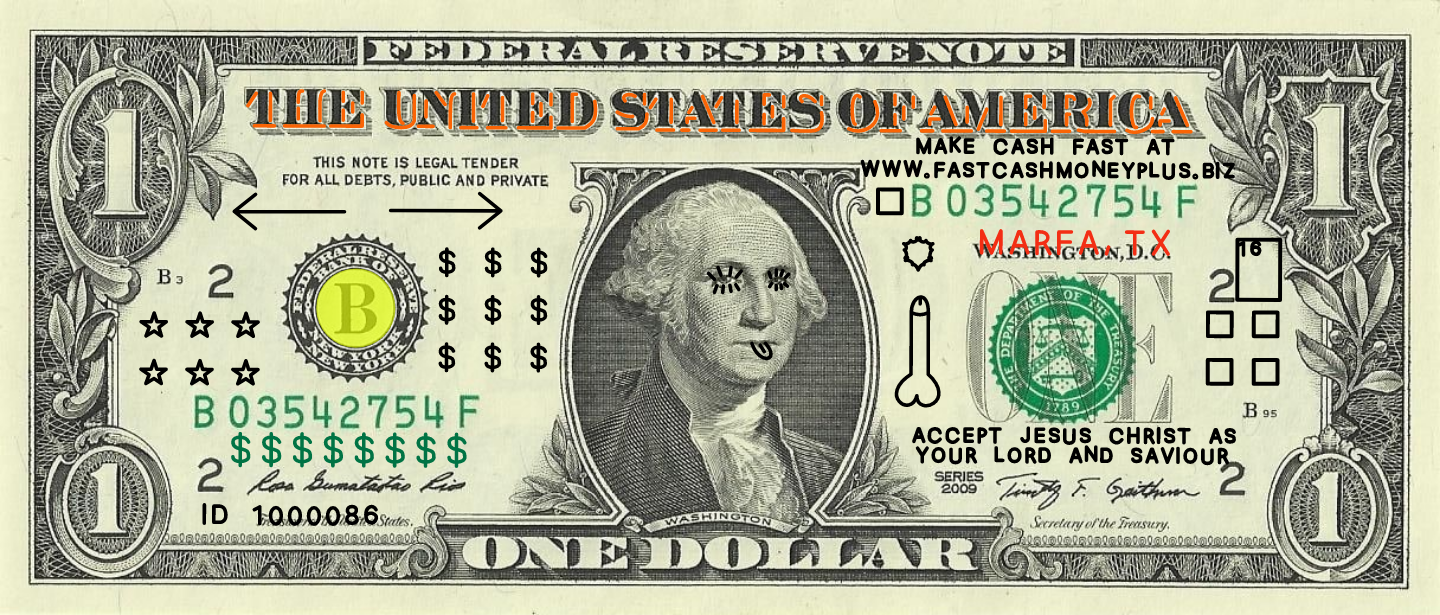 FEDERAL RESERVE NOTE
THE UNITED STATES OF AMERICA
1
1
THIS NOTE IS LEGAL TENDER
FOR ALL DEBTS, PUBLIC AND PRIVATE
MAKE CASH FAST AT
WWW.FASTCASHMONEYPLUS.BIZ
B 03542754 F
MARFA, TX
WASHINGTON, D.C.
FEDERAL RESERVE
BANK OF
NEW YORK
B
$ $ $
$ $ $
$ $ $
B 3
2
16
2
ONE
THE DEPARTMENT OF THE TREASURY
1789
B 95
B 03542754 F
$$$$$$$$
ACCEPT JESUS CHRIST AS
YOUR LORD AND SAVIOUR
2
Rosa Gumataotao Rios
ID 1000086
States.
SERIES
2009
Timothy F. Geithner
2
Secretary of the Treasury.
WASHINGTON
1
1
ONE DOLLAR